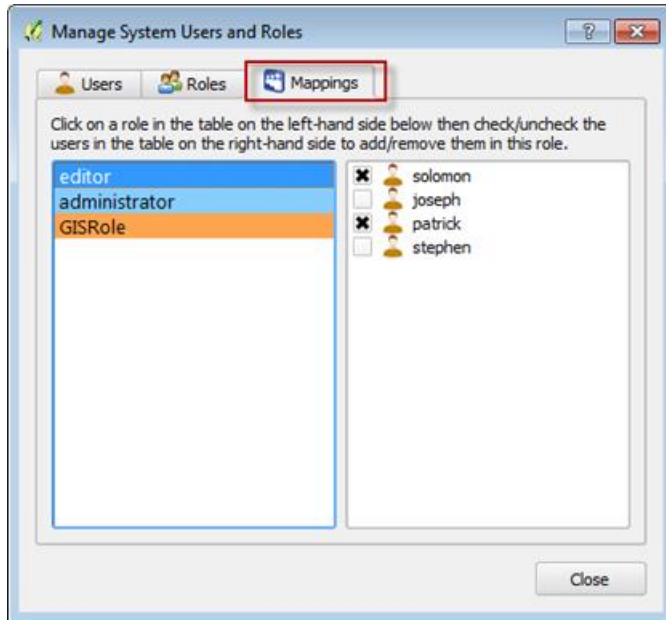 Manage System Users and Roles
Users Roles Mappings
Click on a role in the table on the left-hand side below then check/uncheck the
users in the table on the right-hand side to add/remove them in this role.
editor
administrator
GISRole
solomon
joseph
patrick
stephen
Close